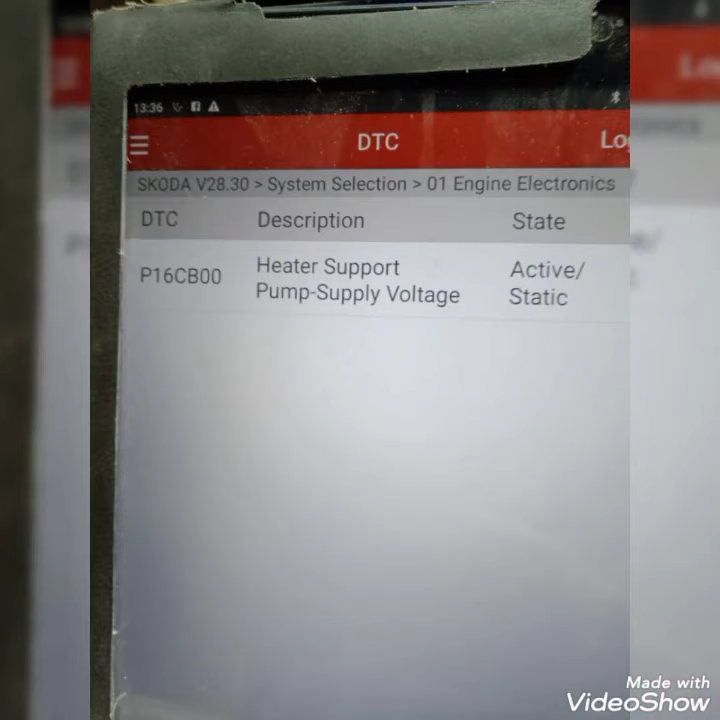 13:36
DTC
SKODA V28.30 > System Selection > 01 Engine Electronics
DTC Description State
P16CB00 Heater Support Pump-Supply Voltage Active/ Static
Made with
VideoShow